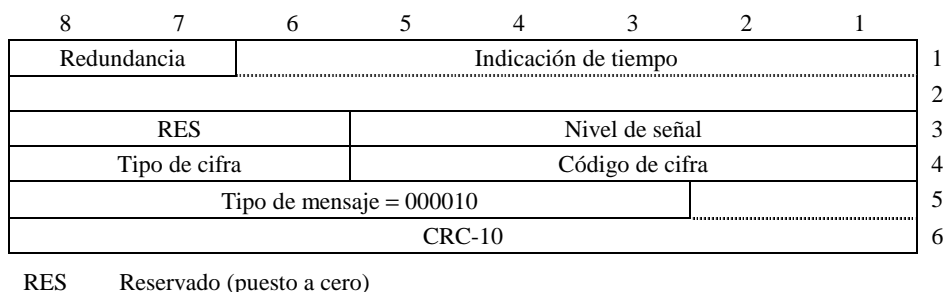 8 7 6 5 4 3 2 1
Redundancia Indicación de tiempo 1
2
RES Nivel de señal 3
Tipo de cifra Código de cifra 4
Tipo de mensaje = 000010 5
CRC-10 6
RES Reservado (puesto a cero)